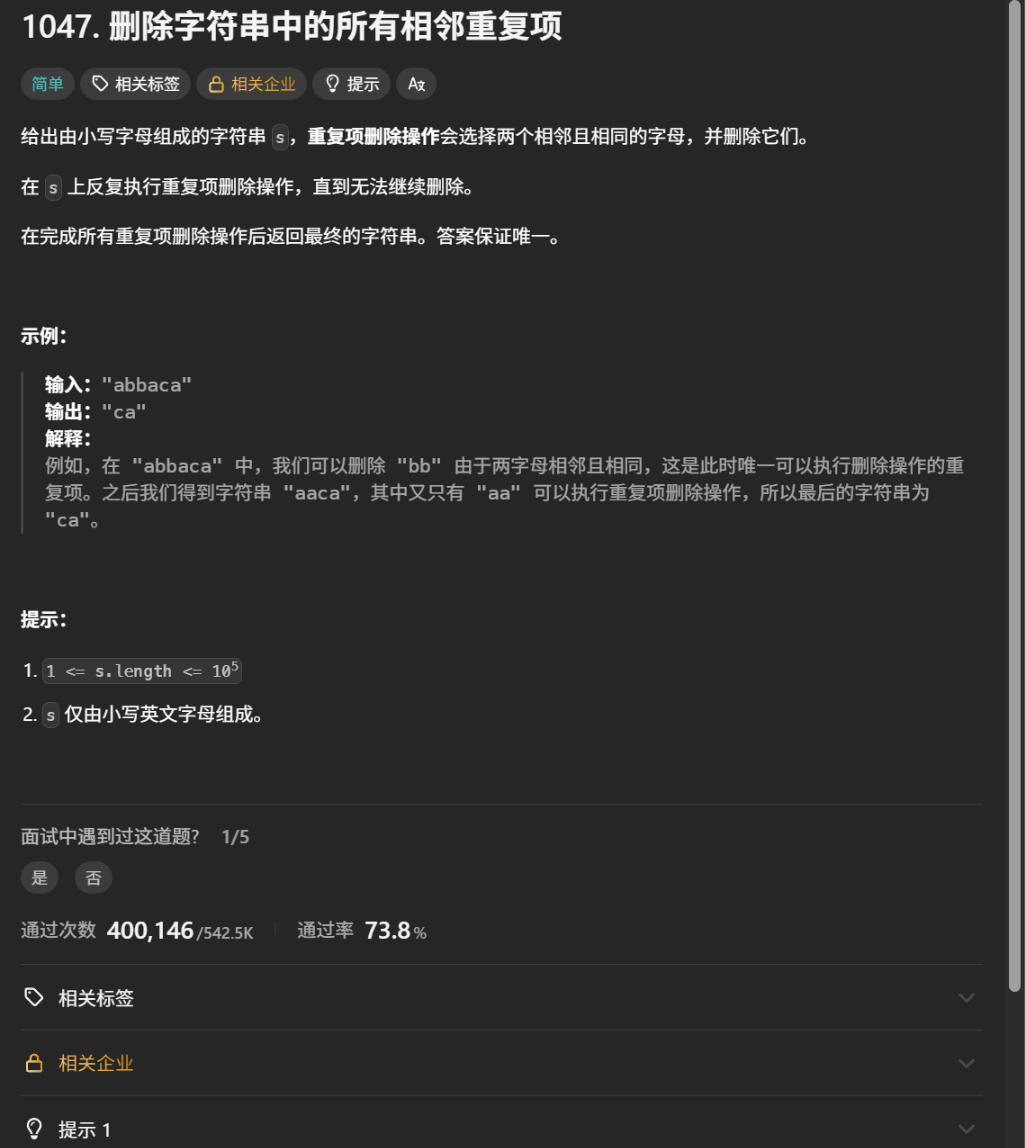 1047. 删除字符串中的所有相邻重复项
简单 相关标签 相关企业 提示
给出由小写字母组成的字符串 s，重复项删除操作会选择两个相邻且相同的字母，并删除它们。
在 s 上反复执行重复项删除操作，直到无法继续删除。
在完成所有重复项删除操作后返回最终的字符串。答案保证唯一。
示例：
输入："abbaca"
输出："ca"
解释：
例如，在 "abbaca" 中，我们可以删除 "bb" 由于两字母相邻且相同，这是此时唯一可以执行删除操作的重
复项。之后我们得到字符串 "aaca"，其中又只有 "aa" 可以执行重复项删除操作，所以最后的字符串为
"ca"。
提示：
1. 1 <= s.length <= 10⁵
2. s 仅由小写英文字母组成。
面试中遇到过这道题? 1/5
是 否
通过次数 400,146/542.5K 通过率 73.8%
相关标签
相关企业
提示 1